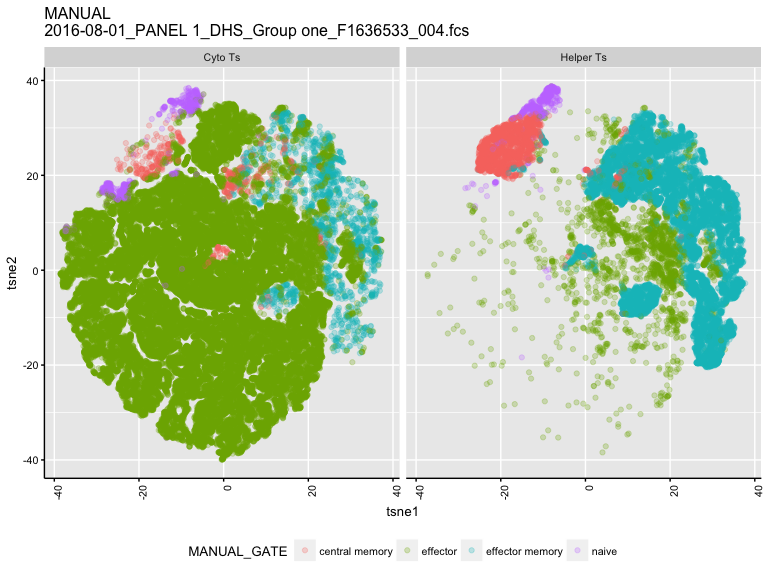 MANUAL
2016-08-01_PANEL 1_DHS_Group one_F1636533_004.fcs
Cyto Ts Helper Ts
tsne2
40
20
0
-20
-40
-40 -20 0 20 40 -40 -20 0 20 40
tsne1
MANUAL_GATE central memory effector effector memory naive